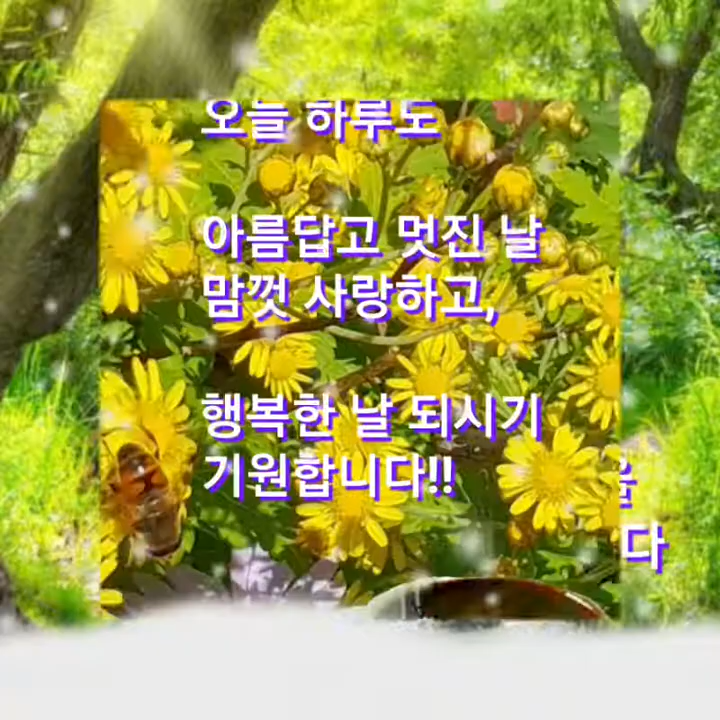 오늘 하루도
아름답고 멋진 날
맘껏 사랑하고,
행복한 날 되시기
기원합니다!!
다